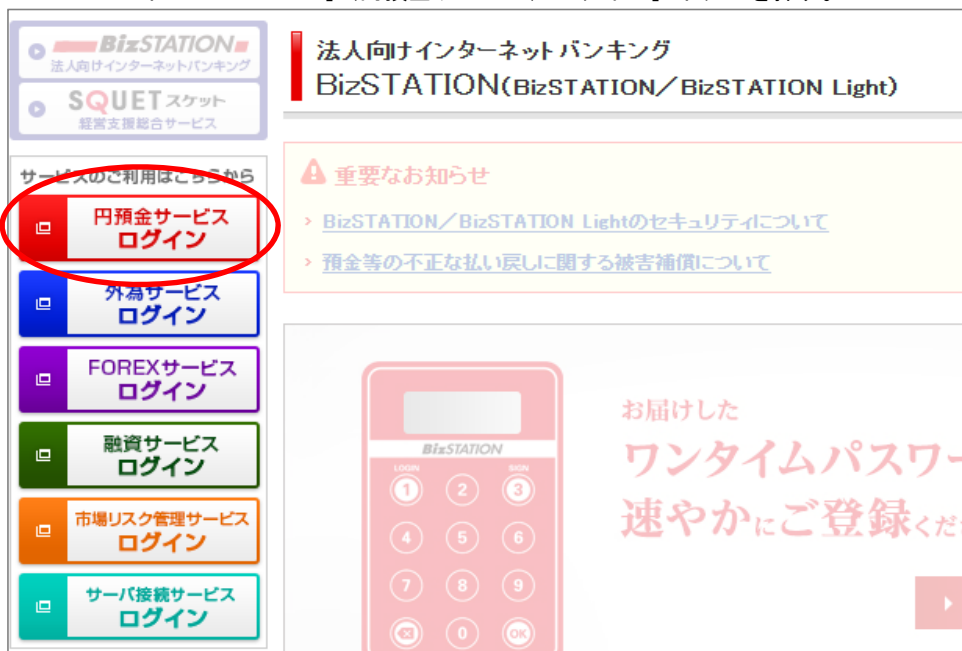 BizSTATION
法人向けインターネットバンキング
SQUET スケット
経営支援総合サービス
サービスのご利用はこちらから
円預金サービス
ログイン
外為サービス
ログイン
FOREXサービス
ログイン
融資サービス
ログイン
市場リスク管理サービス
ログイン
サーバ接続サービス
ログイン
法人向けインターネットバンキング
BizSTATION(BizSTATION／BizSTATION Light)
重要なお知らせ
BizSTATION／BizSTATION Lightのセキュリティについて
預金等の不正な払い戻しに関する被害補償について
BizSTATION
LOGIN SIGN
1 2 3
4 5 6
7 8 9
0 OK
お届けした
ワンタイムパスワー
速やかにご登録くだ